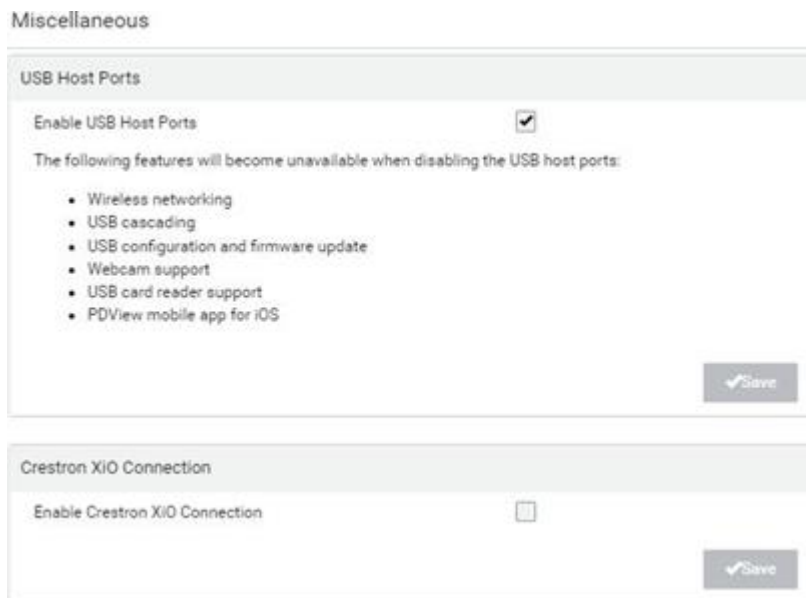 Miscellaneous
USB Host Ports
Enable USB Host Ports
The following features will become unavailable when disabling the USB host ports:
• Wireless networking
• USB cascading
• USB configuration and firmware update
• Webcam support
• USB card reader support
• PDView mobile app for iOS
Save
Crestron XiO Connection
Enable Crestron XiO Connection
Save